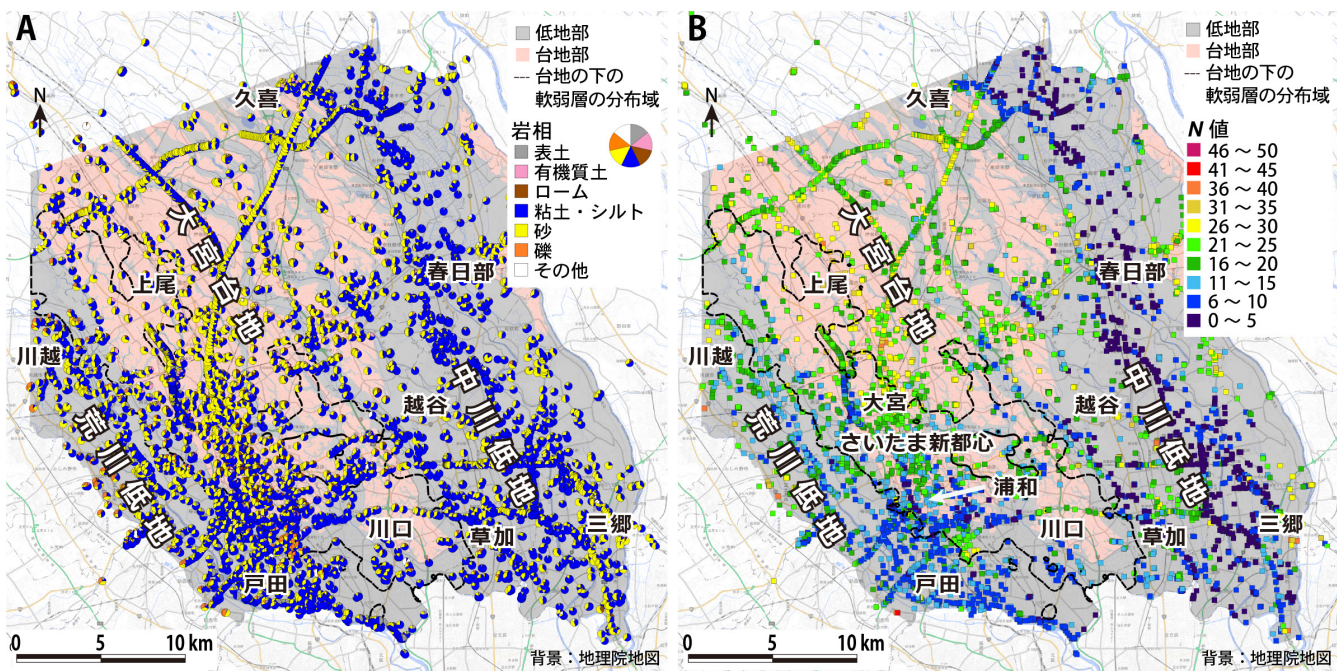 A
低地部
台地部
台地の下の
軟弱層の分布域
N
久喜
岩相
表土
有機質土
ローム
粘土・シルト
砂
礫
その他
大宮台地
上尾
春日部
川越
中川低地
越谷
荒川低地
川口
草加
三郷
戸田
0 5 10 km
背景：地理院地図
B
低地部
台地部
台地の下の
軟弱層の分布域
N
久喜
N 値
46 ～ 50
41 ～ 45
36 ～ 40
31 ～ 35
26 ～ 30
21 ～ 25
16 ～ 20
11 ～ 15
6 ～ 10
0 ～ 5
大宮台地
上尾
春日部
川越
中川低地
大宮
越谷
荒川低地
さいたま新都心
浦和
川口
草加
三郷
戸田
0 5 10 km
背景：地理院地図